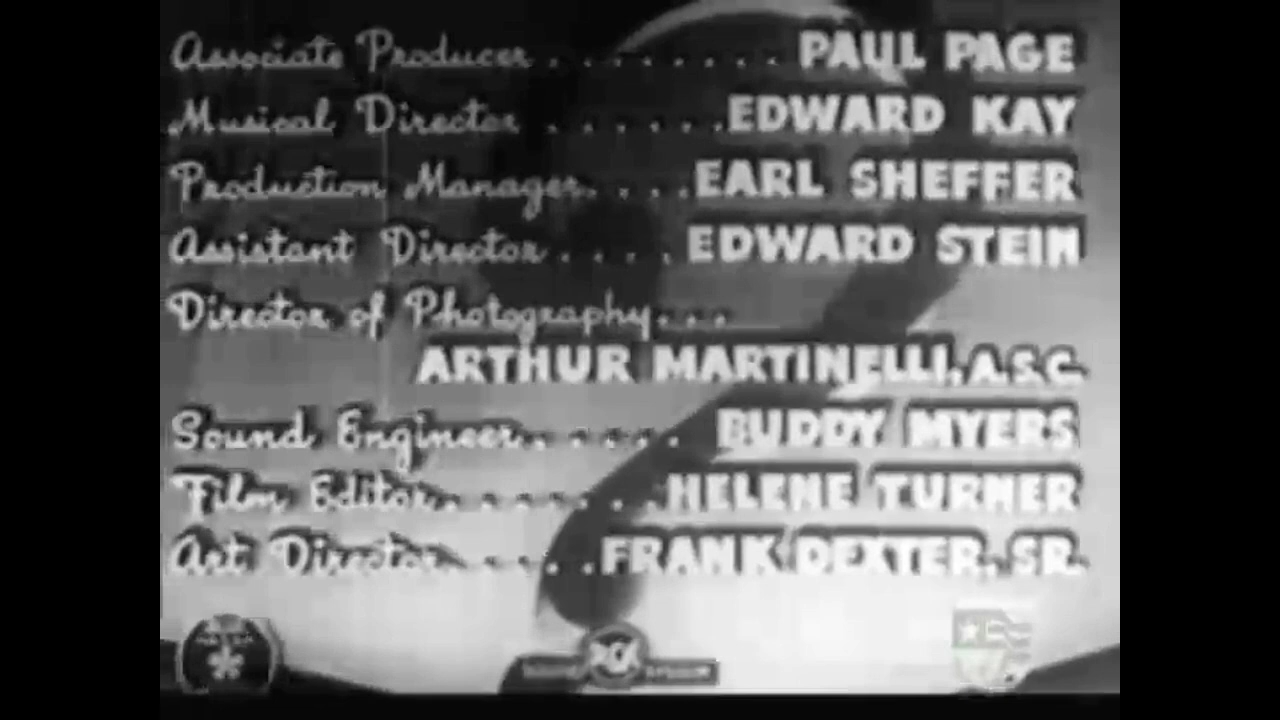 Associate Producer ........ PAUL PAGE
Musical Director ...... EDWARD KAY
Production Manager .... EARL SHEFFER
Assistant Director .... EDWARD STEIN
Director of Photography...
ARTHUR MARTINELLI, A.S.C.
Sound Engineer ..... BUDDY MYERS
Film Editor ....... HELENE TURNER
Art Director ..... FRANK DEXTER, SR.
RCA